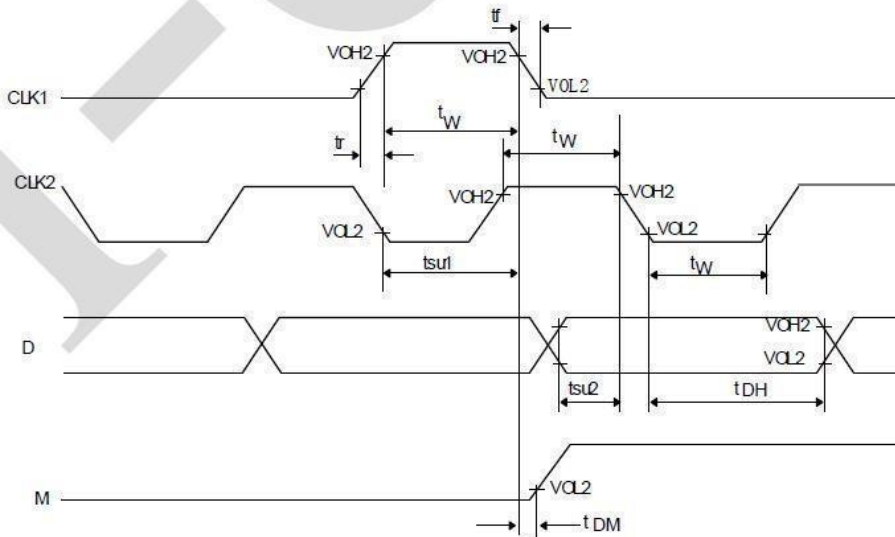 tf
VOH2 VOH2
VOL2
CLK1
tW
tr
tW
CLK2
VOH2 VOH2
VOL2 VOL2
tsu1 tW
D
VOH2
VOL2
tsu2 tDH
M VOL2
tDM